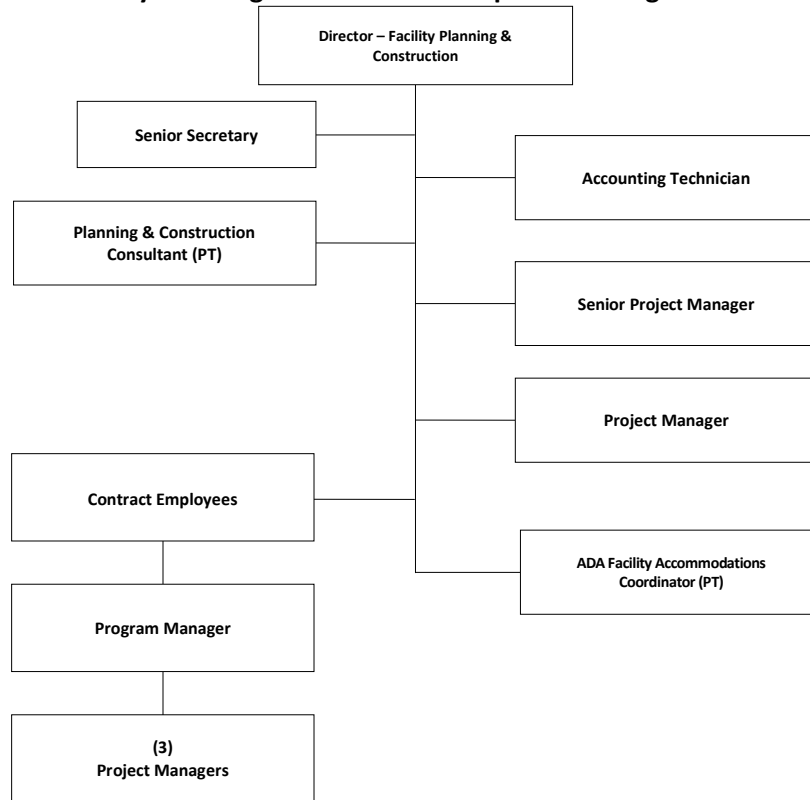 Director – Facility Planning &
Construction
Senior Secretary
Accounting Technician
Planning & Construction
Consultant (PT)
Senior Project Manager
Project Manager
Contract Employees
ADA Facility Accommodations
Coordinator (PT)
Program Manager
(3)
Project Managers